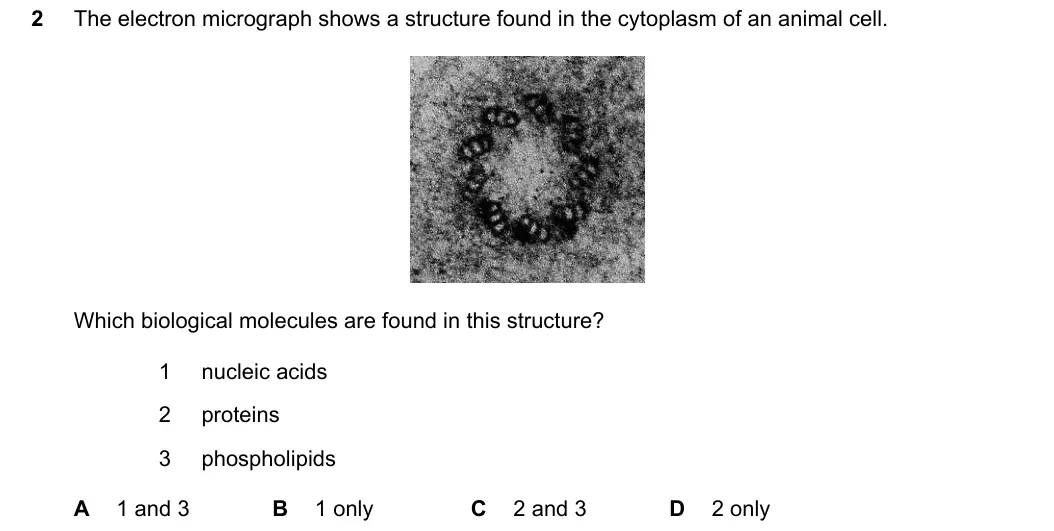 2 The electron micrograph shows a structure found in the cytoplasm of an animal cell.
Which biological molecules are found in this structure?
1 nucleic acids
2 proteins
3 phospholipids
A 1 and 3 B 1 only C 2 and 3 D 2 only